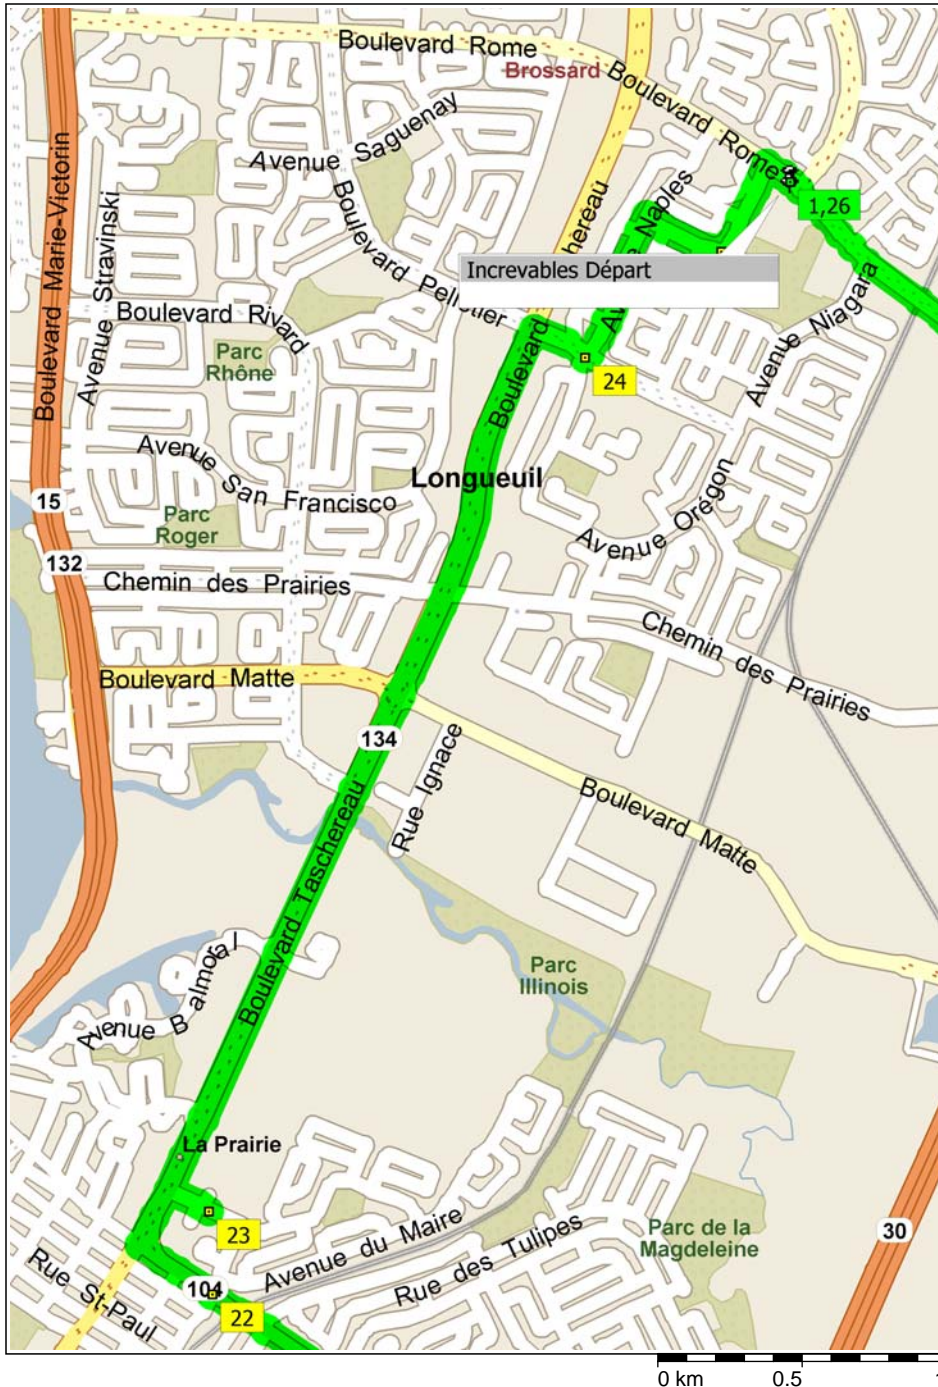 Boulevard Rome
Brossard
Boulevard Rome
Avenue Saguenay
Boulevard Marie-Victorin
Avenue Stravinski
Boulevard Pelletier
Naples
1,26
Increvables Départ
Boulevard Rivard
Parc
Rhône
Avenue Niagara
24
Boulevard
chereau
Avenue San Francisco
Longueuil
15
Parc
Roger
Avenue Orégon
132
Chemin des Prairies
Chemin des Prairies
Boulevard Matte
134
Rue Ignace
Boulevard Matte
Boulevard Taschereau
Avenue Balmoral
Parc
Illinois
La Prairie
23
Avenue du Maire
Rue des Tulipes
Parc de la
Magdeleine
30
Rue St-Paul
104
22
0 km 0.5 1